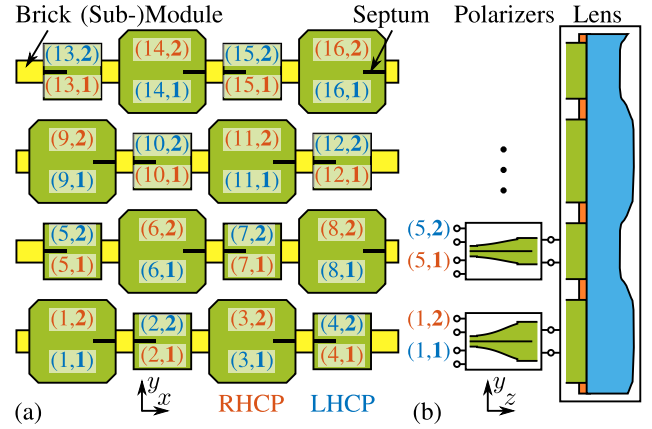 Brick (Sub-)Module Septum Polarizers Lens
(13,2) (14,2) (15,2) (16,2)
(13,1) (14,1) (15,1) (16,1)
(9,2) (10,2) (11,2) (12,2)
(9,1) (10,1) (11,1) (12,1)
(5,2) (6,2) (7,2) (8,2) (5,2)
(5,1) (6,1) (7,1) (8,1) (5,1)
(1,2) (2,2) (3,2) (4,2) (1,2)
(1,1) (2,1) (3,1) (4,1) (1,1)
y y
(a) x RHCP LHCP (b) z